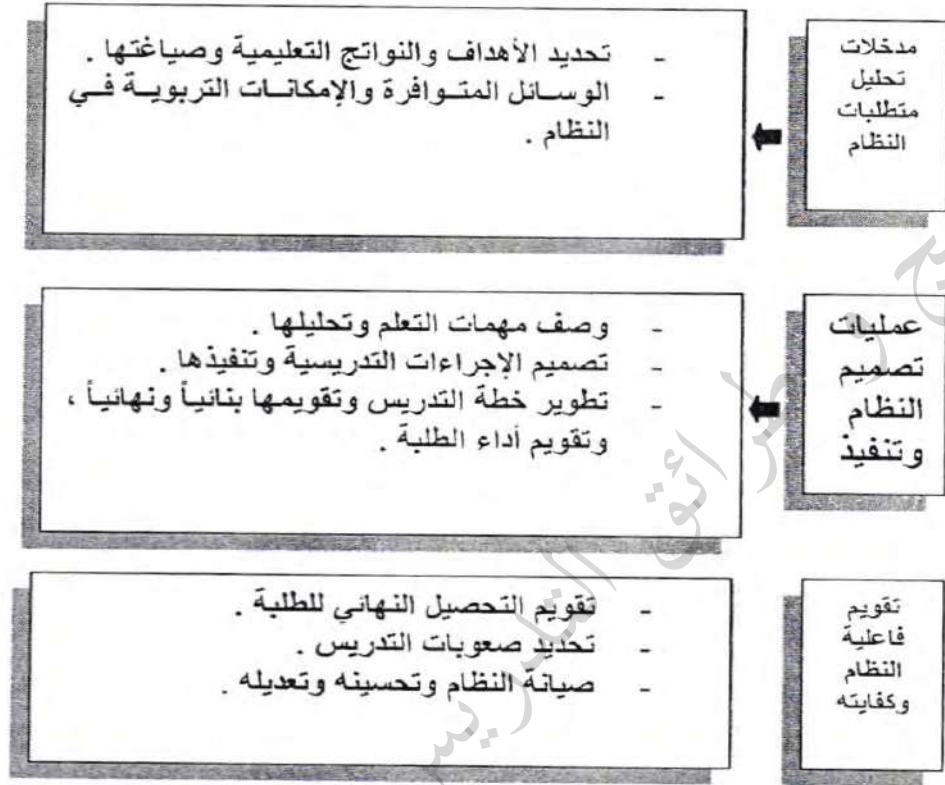 مدخلات
تحليل
متطلبات
النظام
- تحديد الأهداف والنواتج التعليمية وصياغتها .
- الوسائل المتوافرة والإمكانات التربوية في
النظام .
عمليات
تصميم
النظام
وتنفيذ
- وصف مهمات التعلم وتحليلها .
- تصميم الإجراءات التدريسية وتنفيذها .
- تطوير خطة التدريس وتقويمها بنائياً ونهائياً ،
وتقويم أداء الطلبة .
تقويم
فاعلية
النظام
وكفايته
- تقويم التحصيل النهائي للطلبة .
- تحديد صعوبات التدريس .
- صيانة النظام وتحسينه وتعديله .
طرائق التدريس